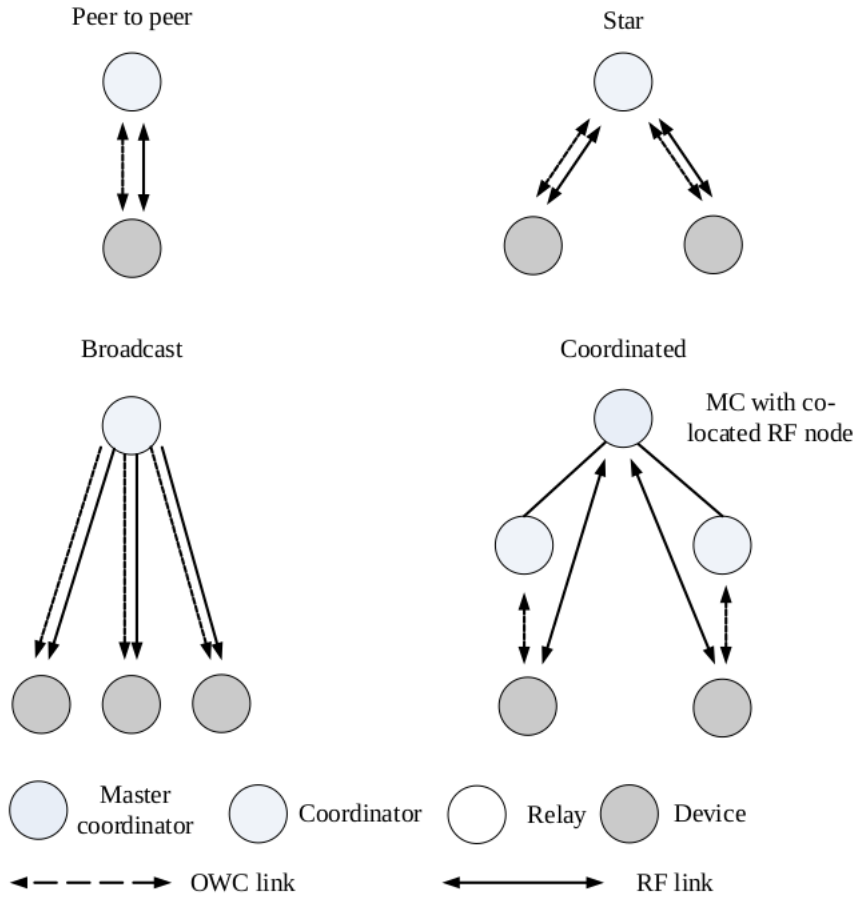 Peer to peer
Star
Broadcast
Coordinated
MC with co-
located RF node
Master
coordinator
Coordinator
Relay
Device
OWC link
RF link